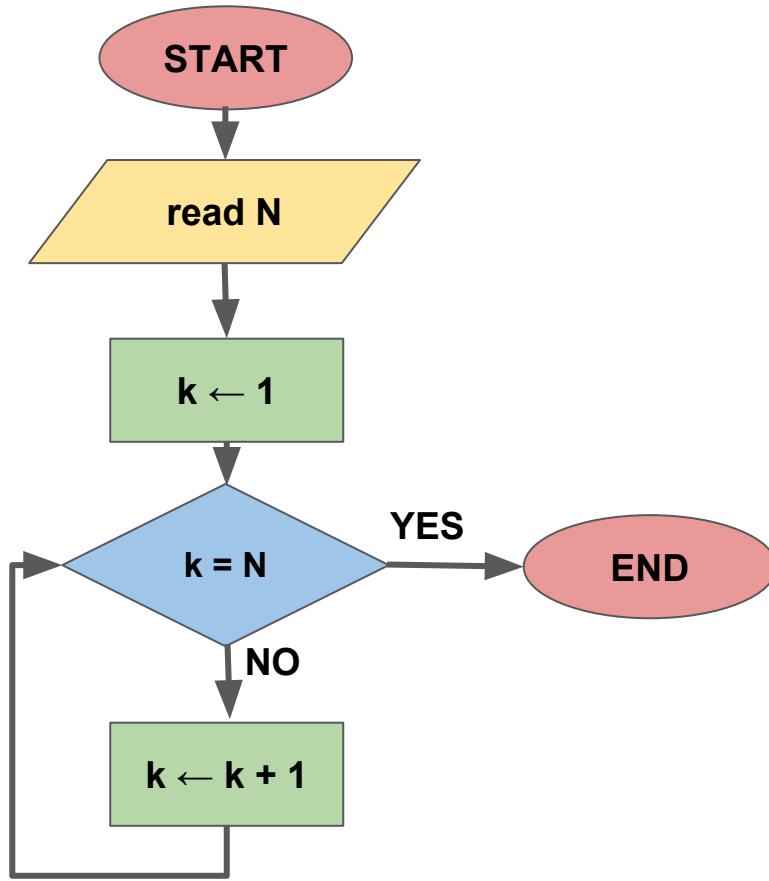 START
read N
k ← 1
k = N
YES
END
NO
k ← k + 1